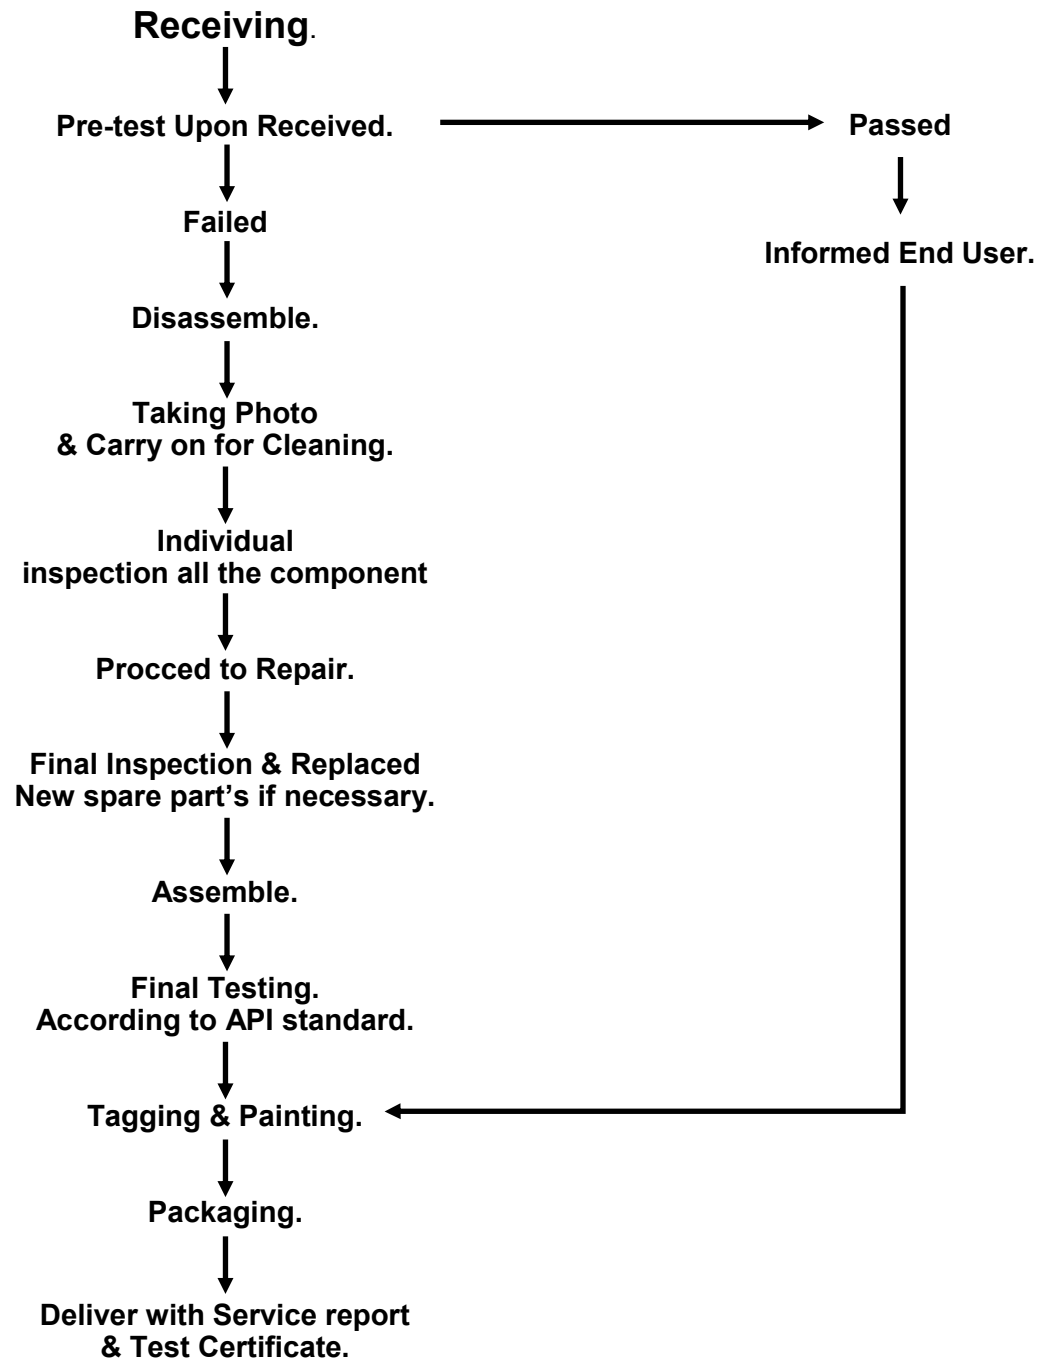 Receiving.
Pre-test Upon Received.
Passed
Failed
Informed End User.
Disassemble.
Taking Photo
& Carry on for Cleaning.
Individual
inspection all the component
Procced to Repair.
Final Inspection & Replaced
New spare part's if necessary.
Assemble.
Final Testing.
According to API standard.
Tagging & Painting.
Packaging.
Deliver with Service report
& Test Certificate.